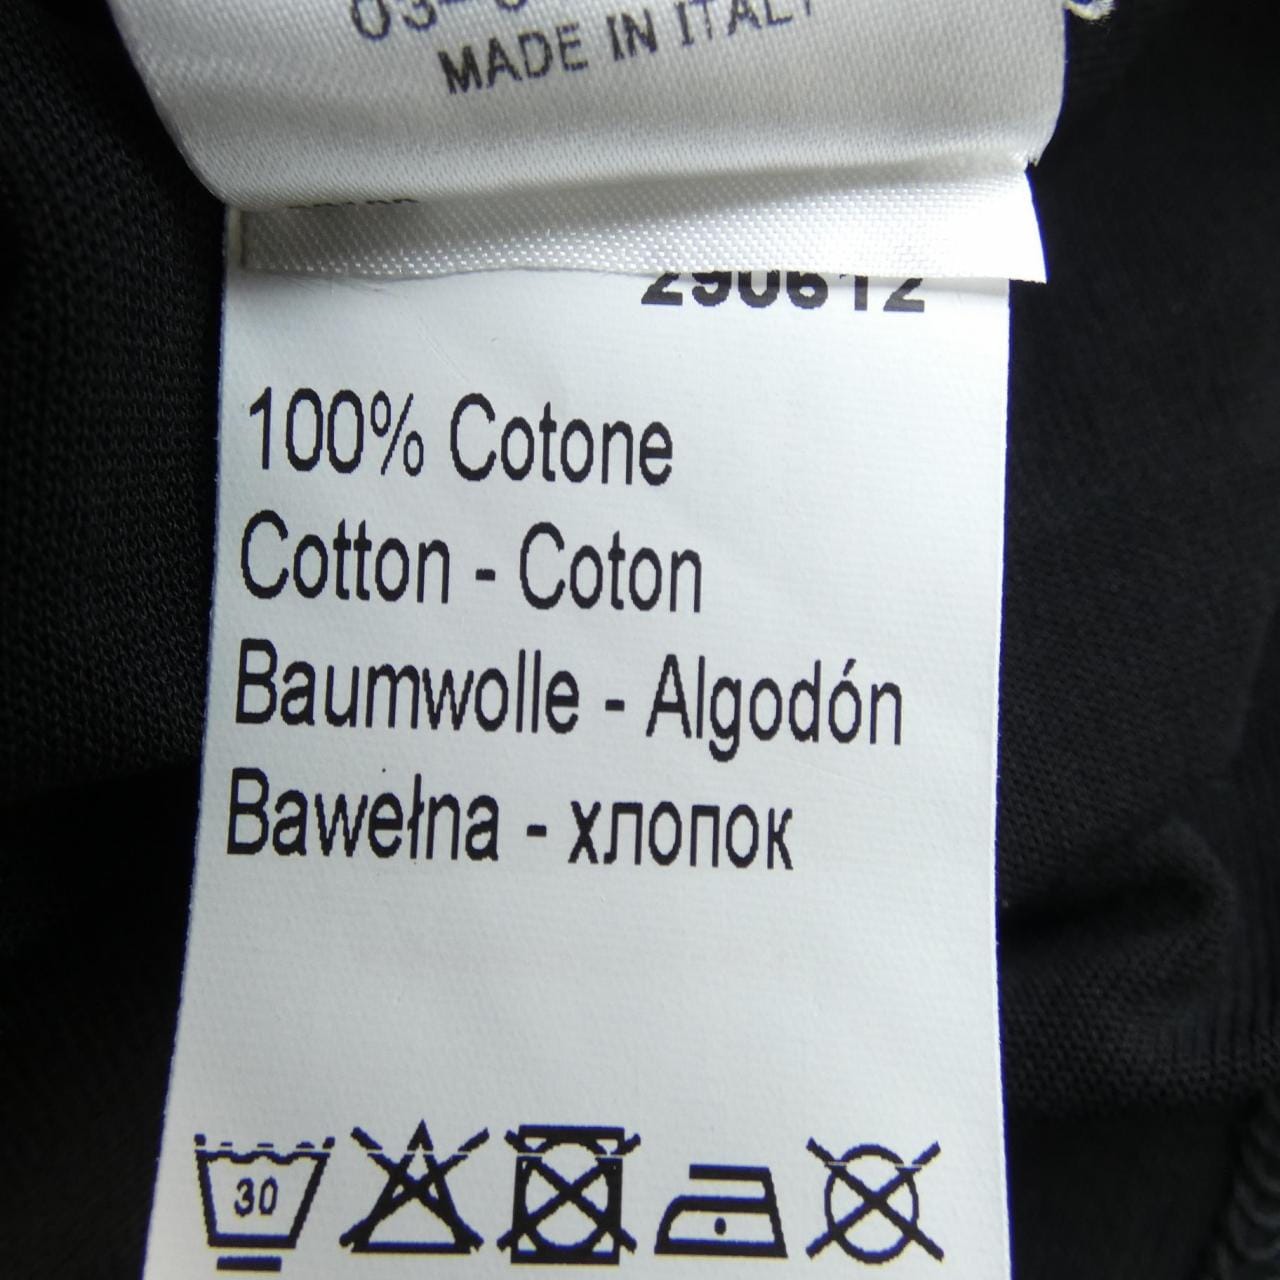 MADE IN ITALY
290612
100% Cotone
Cotton - Coton
Baumwolle - Algodón
Bawełna - хлопок
30